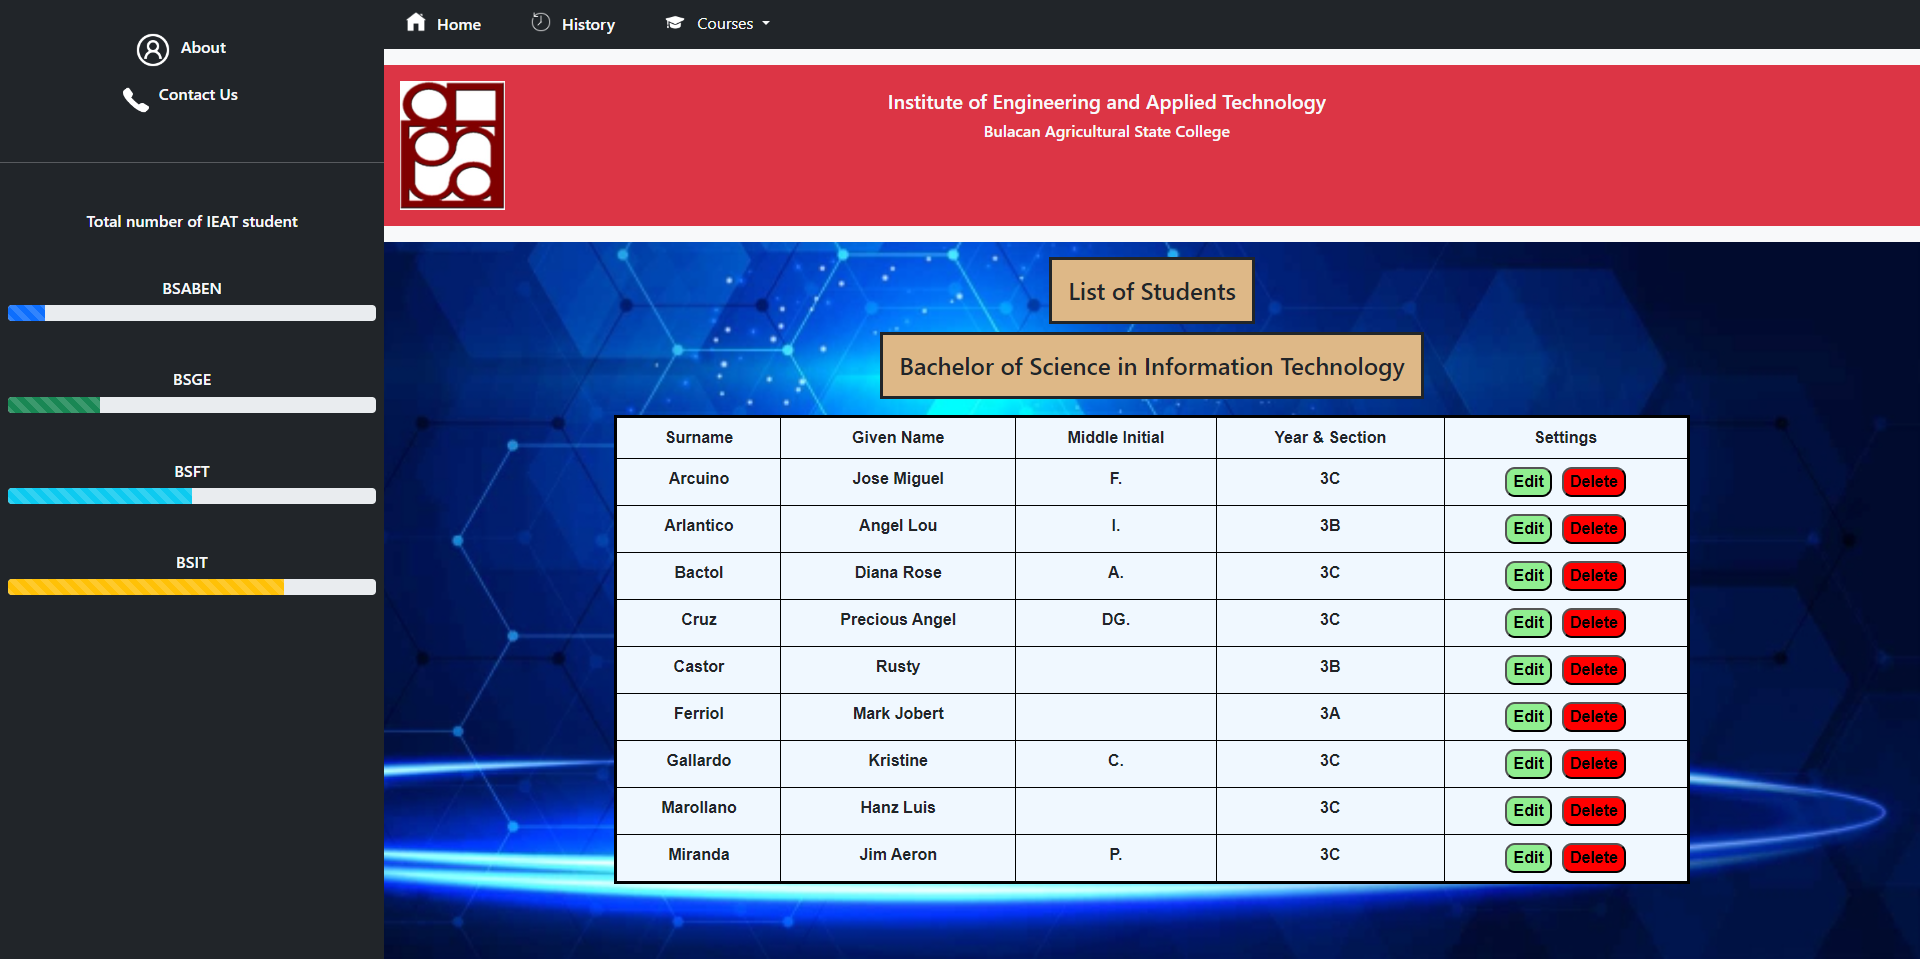 About
Contact Us
Total number of IEAT student
BSABEN
BSGE
BSFT
BSIT
Home History Courses
Institute of Engineering and Applied Technology
Bulacan Agricultural State College
List of Students
Bachelor of Science in Information Technology
Surname Given Name Middle Initial Year & Section Settings
Arcuino Jose Miguel F. 3C Edit Delete
Arlantico Angel Lou I. 3B Edit Delete
Bactol Diana Rose A. 3C Edit Delete
Cruz Precious Angel DG. 3C Edit Delete
Castor Rusty 3B Edit Delete
Ferriol Mark Jobert 3A Edit Delete
Gallardo Kristine C. 3C Edit Delete
Marollano Hanz Luis 3C Edit Delete
Miranda Jim Aeron P. 3C Edit Delete